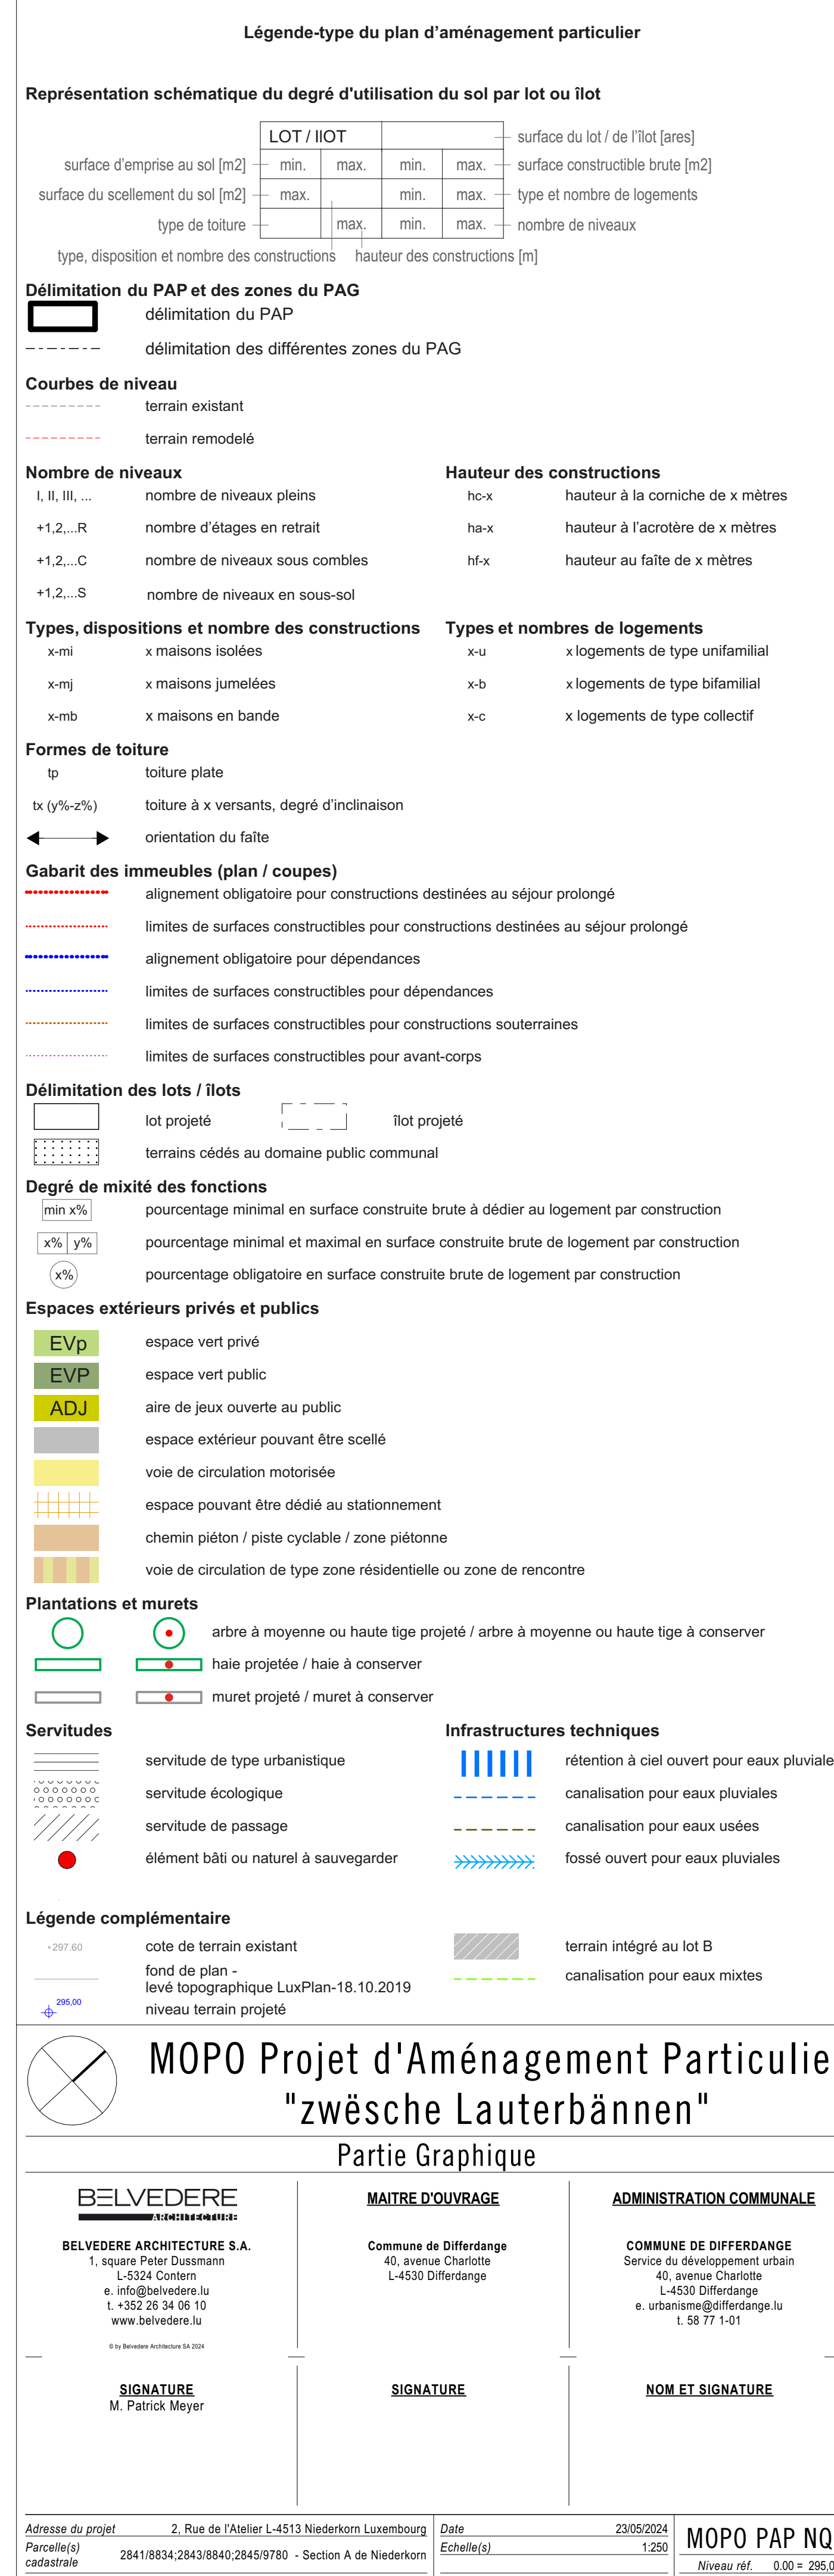 Légende-type du plan d’aménagement particulier
Représentation schématique du degré d'utilisation du sol par lot ou îlot
LOT / IlOT
surface du lot / de l’îlot [ares]
surface d’emprise au sol [m2] min. max. min. max. surface constructible brute [m2]
surface du scellement du sol [m2] max. min. max. type et nombre de logements
type de toiture max. min. max. nombre de niveaux
type, disposition et nombre des constructions hauteur des constructions [m]
Délimitation du PAP et des zones du PAG
délimitation du PAP
délimitation des différentes zones du PAG
Courbes de niveau
terrain existant
terrain remodelé
Nombre de niveaux
I, II, III, ... nombre de niveaux pleins
+1,2,...R nombre d’étages en retrait
+1,2,...C nombre de niveaux sous combles
+1,2,...S nombre de niveaux en sous-sol
Hauteur des constructions
hc-x hauteur à la corniche de x mètres
ha-x hauteur à l’acrotère de x mètres
hf-x hauteur au faîte de x mètres
Types, dispositions et nombre des constructions
x-mi x maisons isolées
x-mj x maisons jumelées
x-mb x maisons en bande
Types et nombres de logements
x-u x logements de type unifamilial
x-b x logements de type bifamilial
x-c x logements de type collectif
Formes de toiture
tp toiture plate
tx (y%-z%) toiture à x versants, degré d’inclinaison
orientation du faîte
Gabarit des immeubles (plan / coupes)
alignement obligatoire pour constructions destinées au séjour prolongé
limites de surfaces constructibles pour constructions destinées au séjour prolongé
alignement obligatoire pour dépendances
limites de surfaces constructibles pour dépendances
limites de surfaces constructibles pour constructions souterraines
limites de surfaces constructibles pour avant-corps
Délimitation des lots / îlots
lot projeté îlot projeté
terrains cédés au domaine public communal
Degré de mixité des fonctions
min x% pourcentage minimal en surface construite brute à dédier au logement par construction
x% y% pourcentage minimal et maximal en surface construite brute de logement par construction
x% pourcentage obligatoire en surface construite brute de logement par construction
Espaces extérieurs privés et publics
EVp espace vert privé
EVP espace vert public
ADJ aire de jeux ouverte au public
espace extérieur pouvant être scellé
voie de circulation motorisée
espace pouvant être dédié au stationnement
chemin piéton / piste cyclable / zone piétonne
voie de circulation de type zone résidentielle ou zone de rencontre
Plantations et murets
arbre à moyenne ou haute tige projeté / arbre à moyenne ou haute tige à conserver
haie projetée / haie à conserver
muret projeté / muret à conserver
Servitudes
servitude de type urbanistique
servitude écologique
servitude de passage
élément bâti ou naturel à sauvegarder
Infrastructures techniques
rétention à ciel ouvert pour eaux pluviale
canalisation pour eaux pluviales
canalisation pour eaux usées
fossé ouvert pour eaux pluviales
Légende complémentaire
297.60 cote de terrain existant
fond de plan -
levé topographique LuxPlan-18.10.2019
295,00 niveau terrain projeté
terrain intégré au lot B
canalisation pour eaux mixtes
MOPO Projet d'Aménagement Particulie
"zwësche Lauterbännen"
Partie Graphique
BELVEDERE
ARCHITECTURE
BELVEDERE ARCHITECTURE S.A.
1, square Peter Dussmann
L-5324 Contern
e. info@belvedere.lu
t. +352 26 34 06 10
www.belvedere.lu
© by Belvedere Architecture SA 2024
MAITRE D'OUVRAGE
Commune de Differdange
40, avenue Charlotte
L-4530 Differdange
ADMINISTRATION COMMUNALE
COMMUNE DE DIFFERDANGE
Service du développement urbain
40, avenue Charlotte
L-4530 Differdange
e. urbanisme@differdange.lu
t. 58 77 1-01
SIGNATURE
M. Patrick Meyer
SIGNATURE
NOM ET SIGNATURE
Adresse du projet 2, Rue de l'Atelier L-4513 Niederkorn Luxembourg
Parcelle(s)
cadastrale 2841/8834;2843/8840;2845/9780 - Section A de Niederkorn
Date 23/05/2024
Echelle(s) 1:250
MOPO PAP NQ
Niveau réf. 0.00 = 295,0